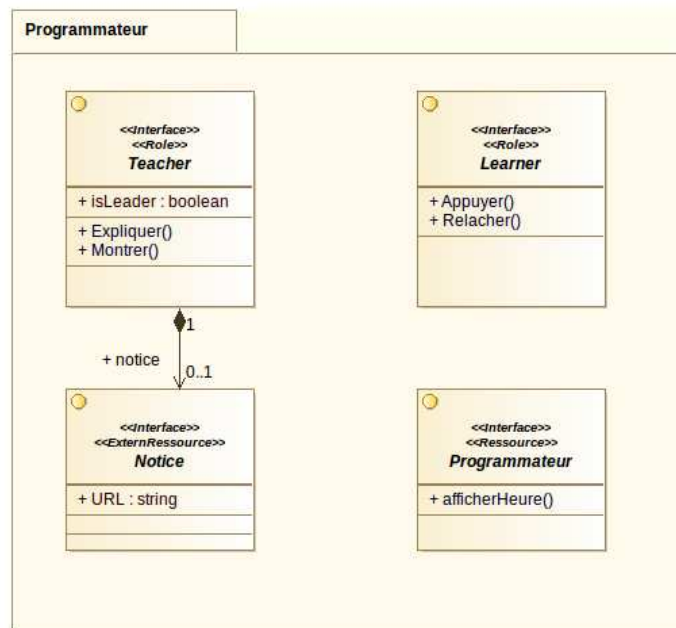 Programmateur
<<Interface>>
<<Role>>
Teacher
+ isLeader : boolean
+ Expliquer()
+ Montrer()
<<Interface>>
<<Role>>
Learner
+ Appuyer()
+ Relacher()
1
+ notice
0..1
<<Interface>>
<<ExternRessource>>
Notice
+ URL : string
<<Interface>>
<<Ressource>>
Programmateur
+ afficherHeure()